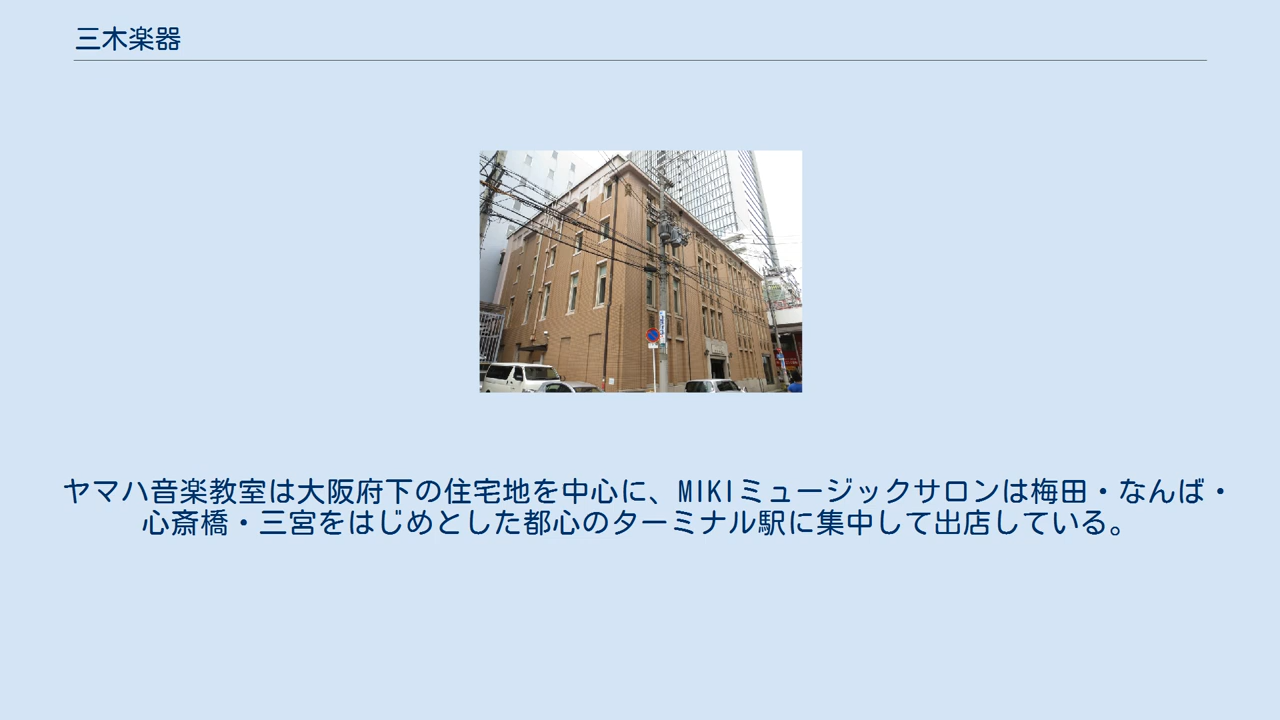 三木楽器
ヤマハ音楽教室は大阪府下の住宅地を中心に、MIKIミュージックサロンは梅田・なんば・
心斎橋・三宮をはじめとした都心のターミナル駅に集中して出店している。